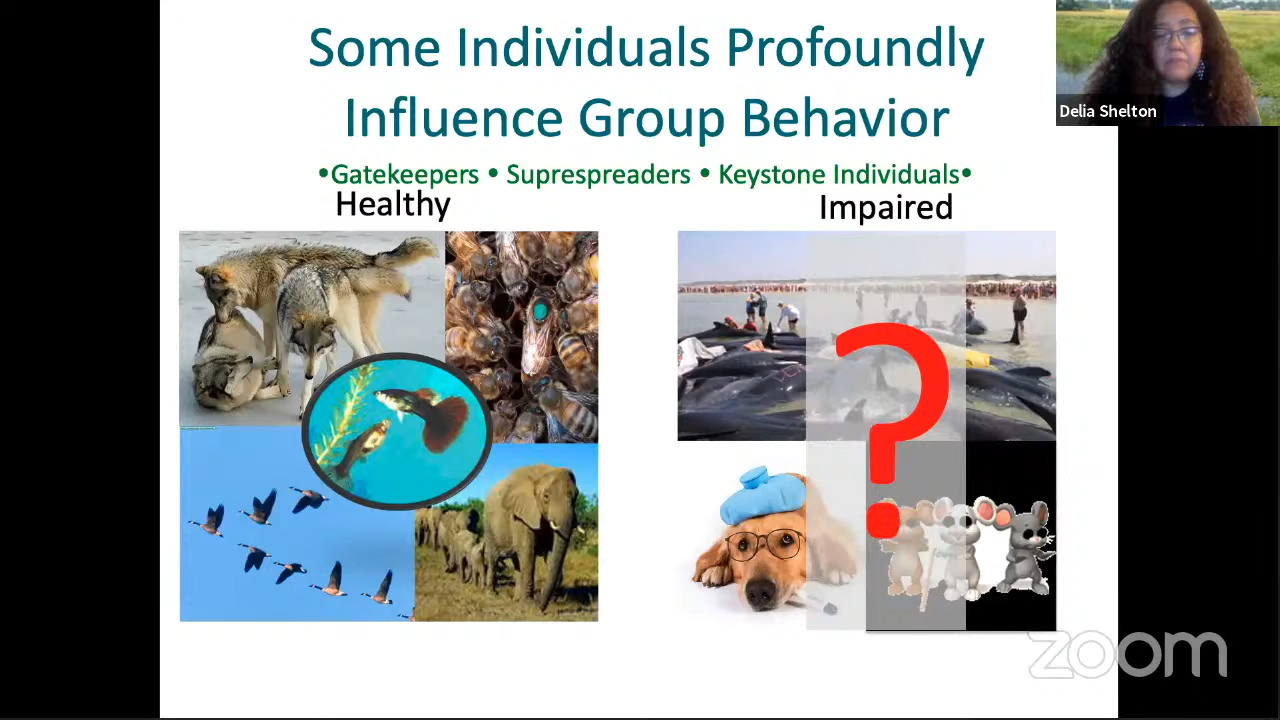 Some Individuals Profoundly
Influence Group Behavior
•Gatekeepers • Suprespreaders • Keystone Individuals•
Healthy
Impaired
?
Delia Shelton
zoom